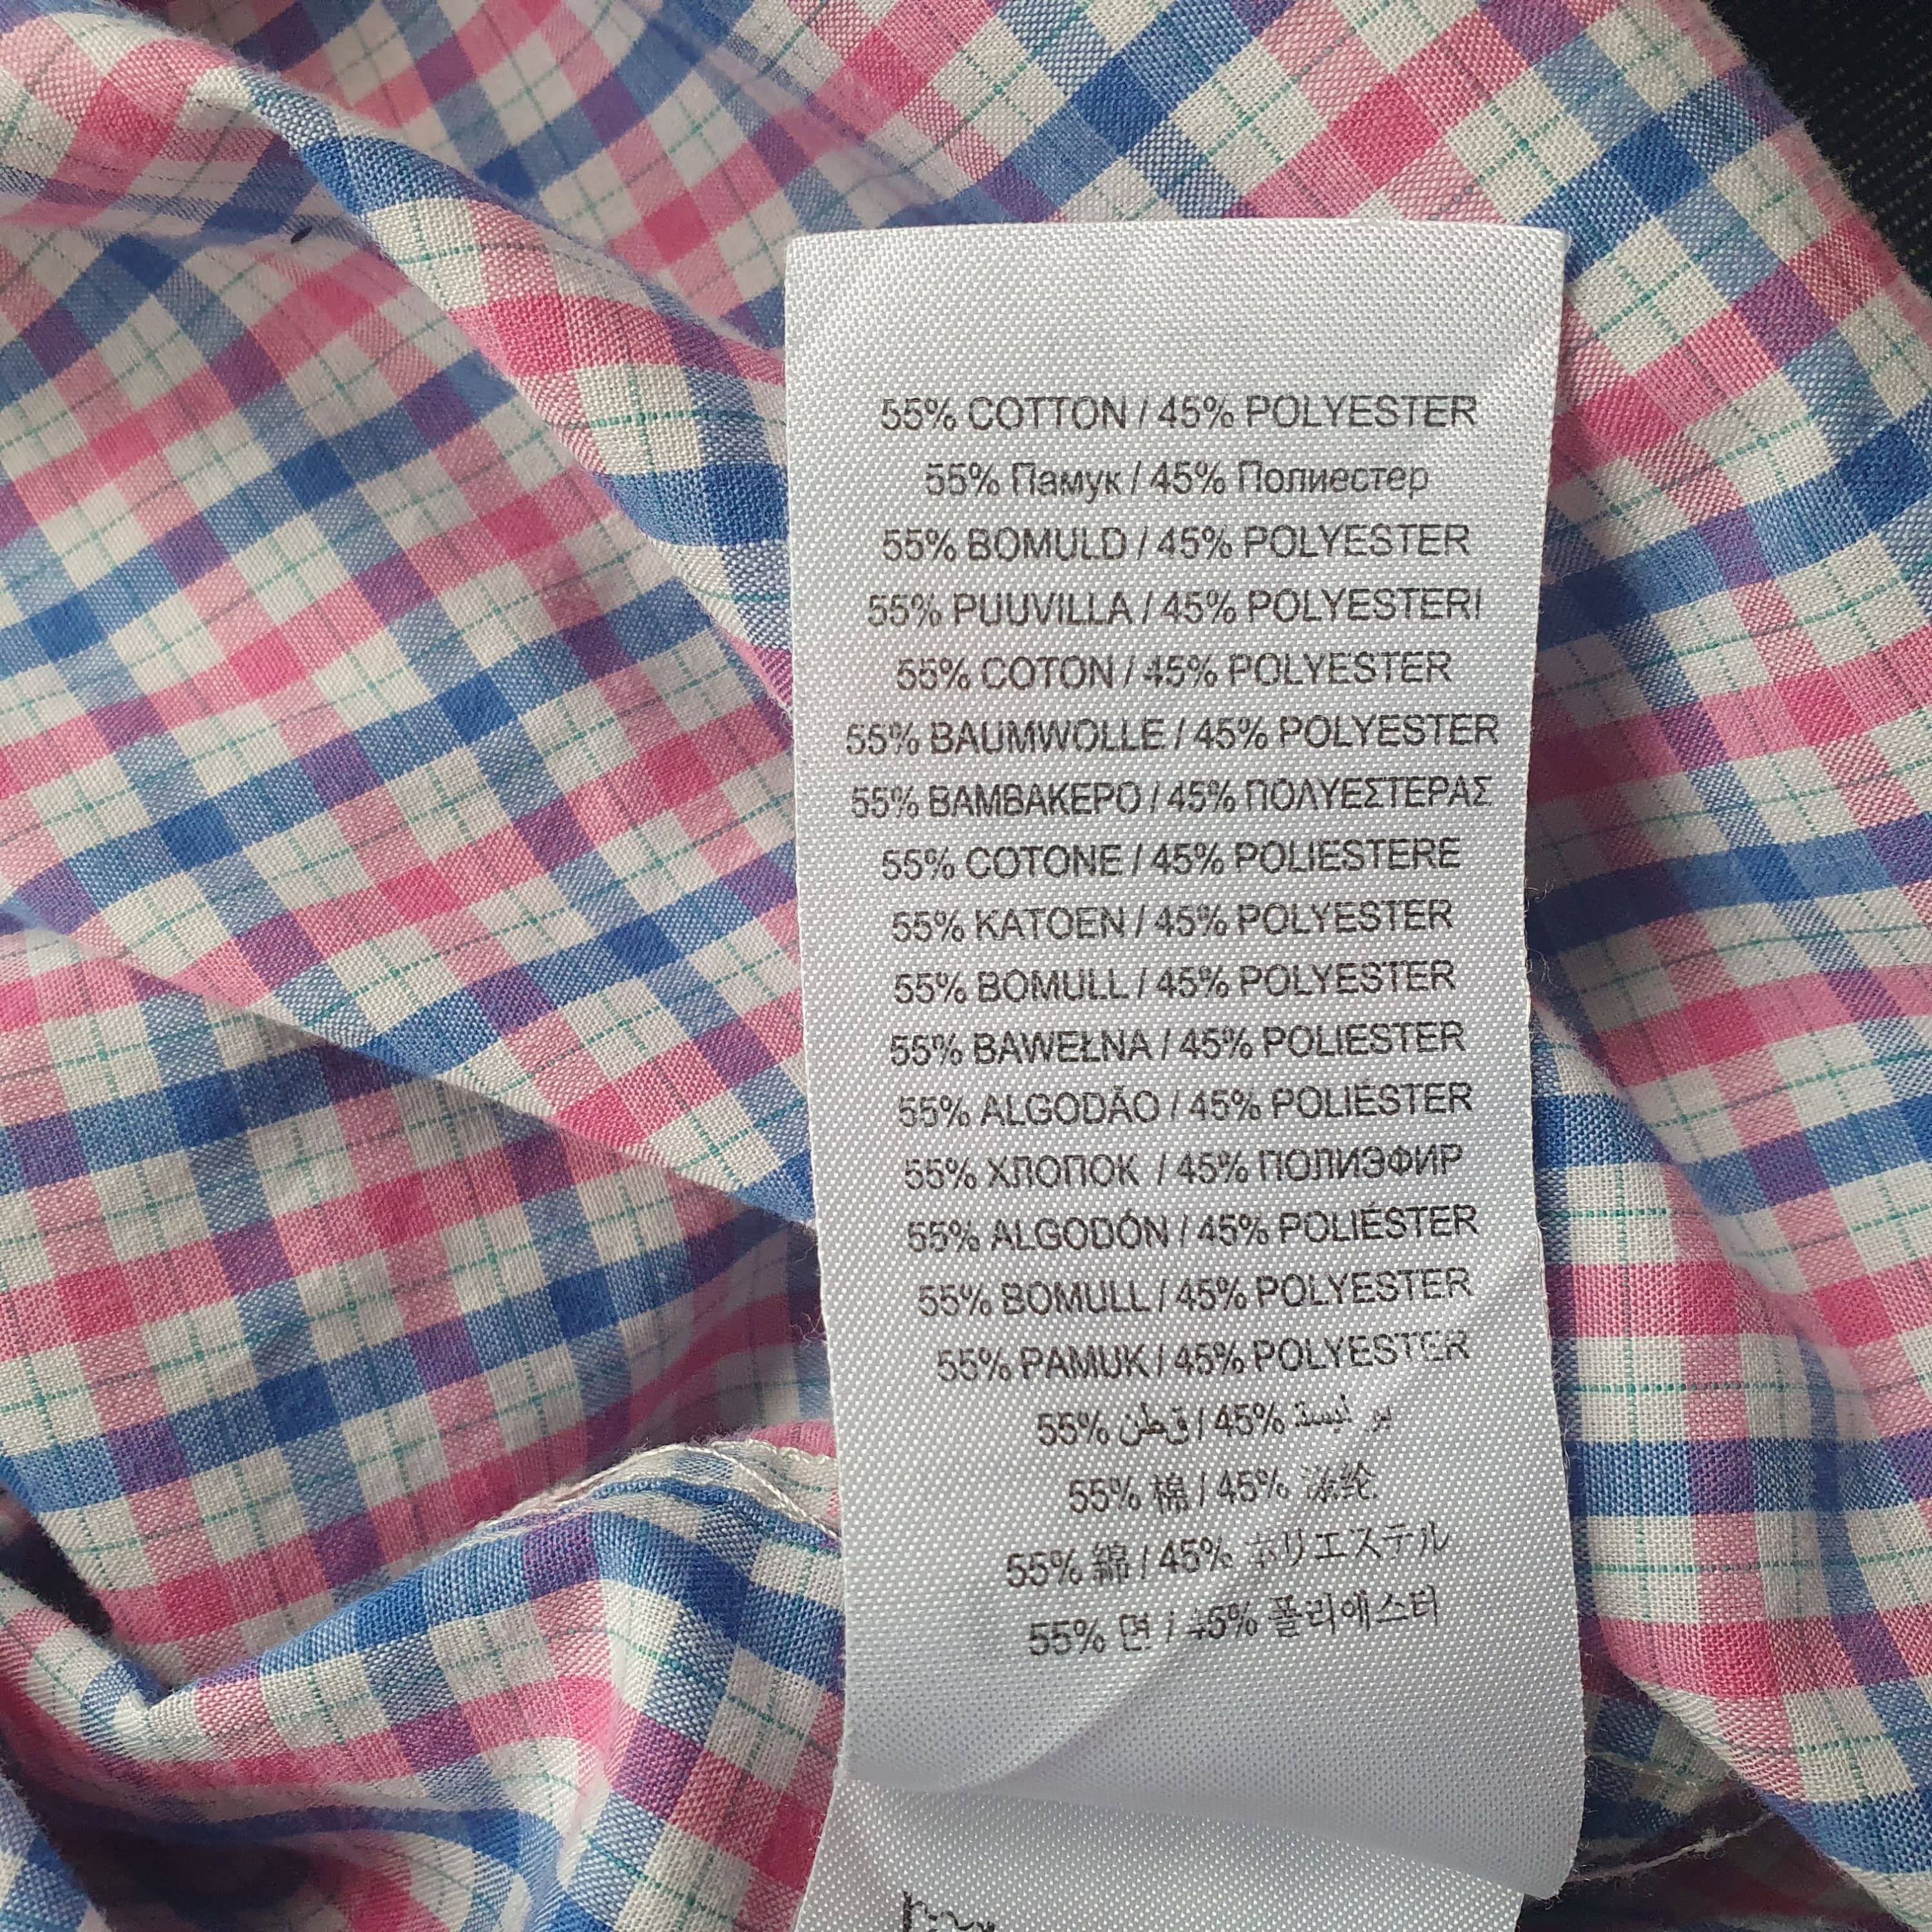 55% COTTON / 45% POLYESTER
55% Памук / 45% Полиестер
55% BOMULD / 45% POLYESTER
55% PUUVILLA / 45% POLYESTERI
55% COTON / 45% POLYESTER
55% BAUMWOLLE / 45% POLYESTER
55% ΒΑΜΒΑΚΕΡΟ / 45% ΠΟΛΥΕΣΤΕΡΑΣ
55% COTONE / 45% POLIESTERE
55% KATOEN / 45% POLYESTER
55% BOMULL / 45% POLYESTER
55% BAWEŁNA / 45% POLIESTER
55% ALGODÃO / 45% POLIÉSTER
55% ХЛОПОК / 45% ПОЛИЭФИР
55% ALGODÓN / 45% POLIÉSTER
55% BOMULL / 45% POLYESTER
55% PAMUK / 45% POLYESTER
55% قطن / 45%
55% 棉 / 45% 涤纶
55% 綿 / 45% ポリエステル
55% 면 / 45% 폴리에스터